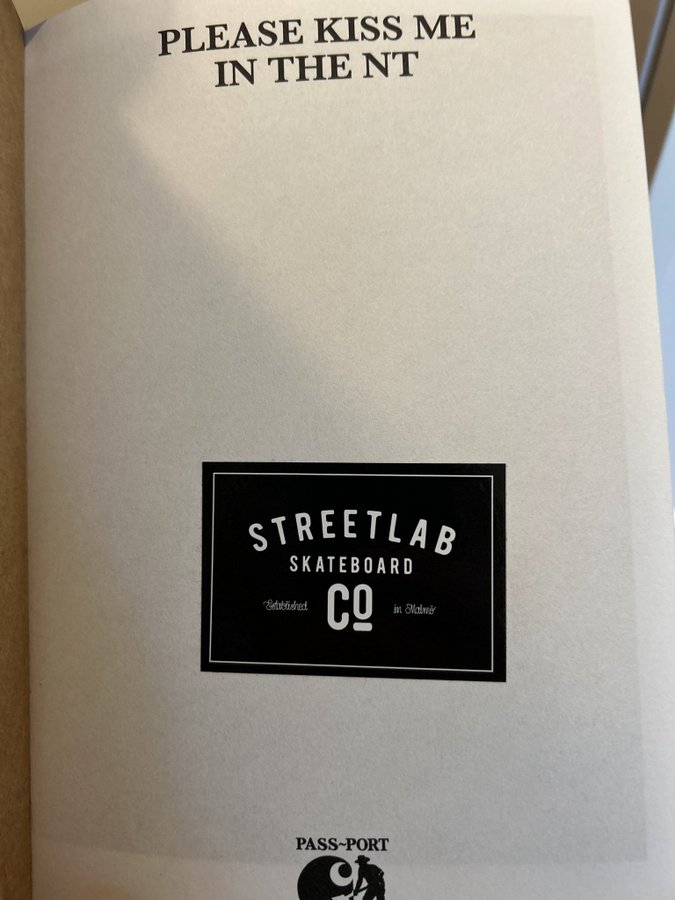 PLEASE KISS ME
IN THE NT
STREETLAB
SKATEBOARD
Established CO in Malmö
PASS~PORT